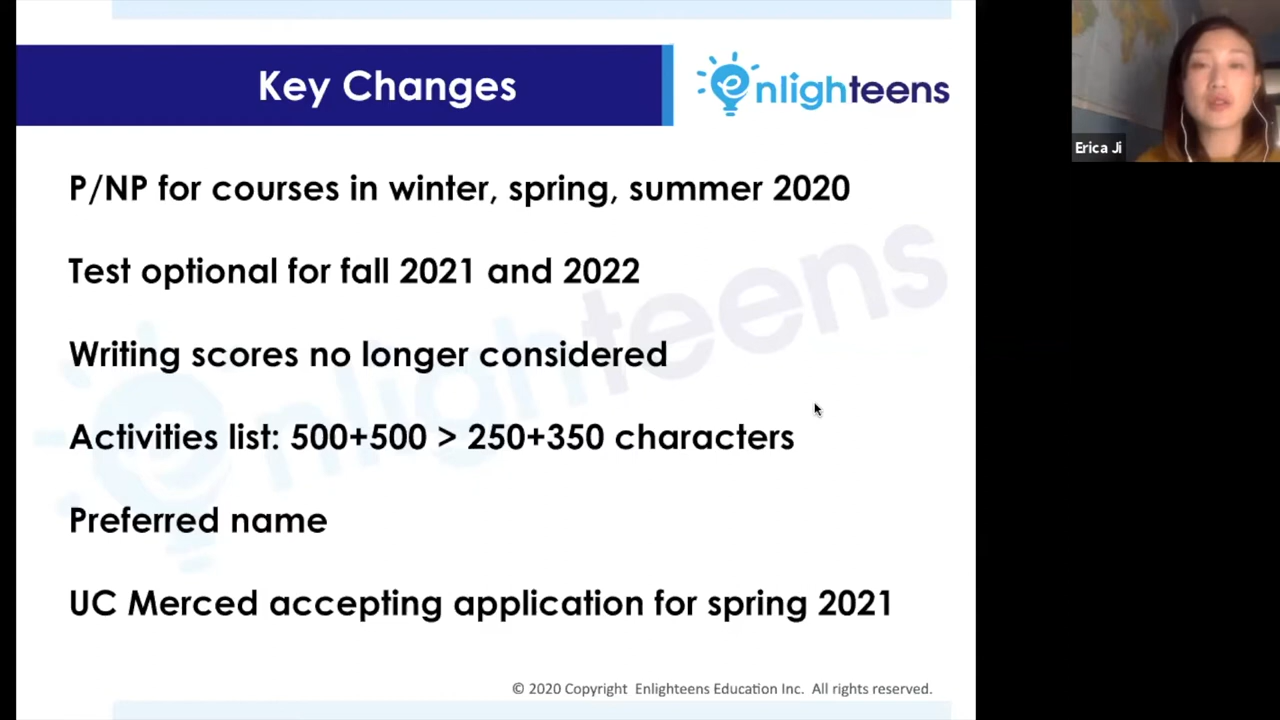 Key Changes
enlighteens
Erica Ji
P/NP for courses in winter, spring, summer 2020
Test optional for fall 2021 and 2022
Writing scores no longer considered
Activities list: 500+500 > 250+350 characters
Preferred name
UC Merced accepting application for spring 2021
enlighteens
© 2020 Copyright Enlighteens Education Inc. All rights reserved.